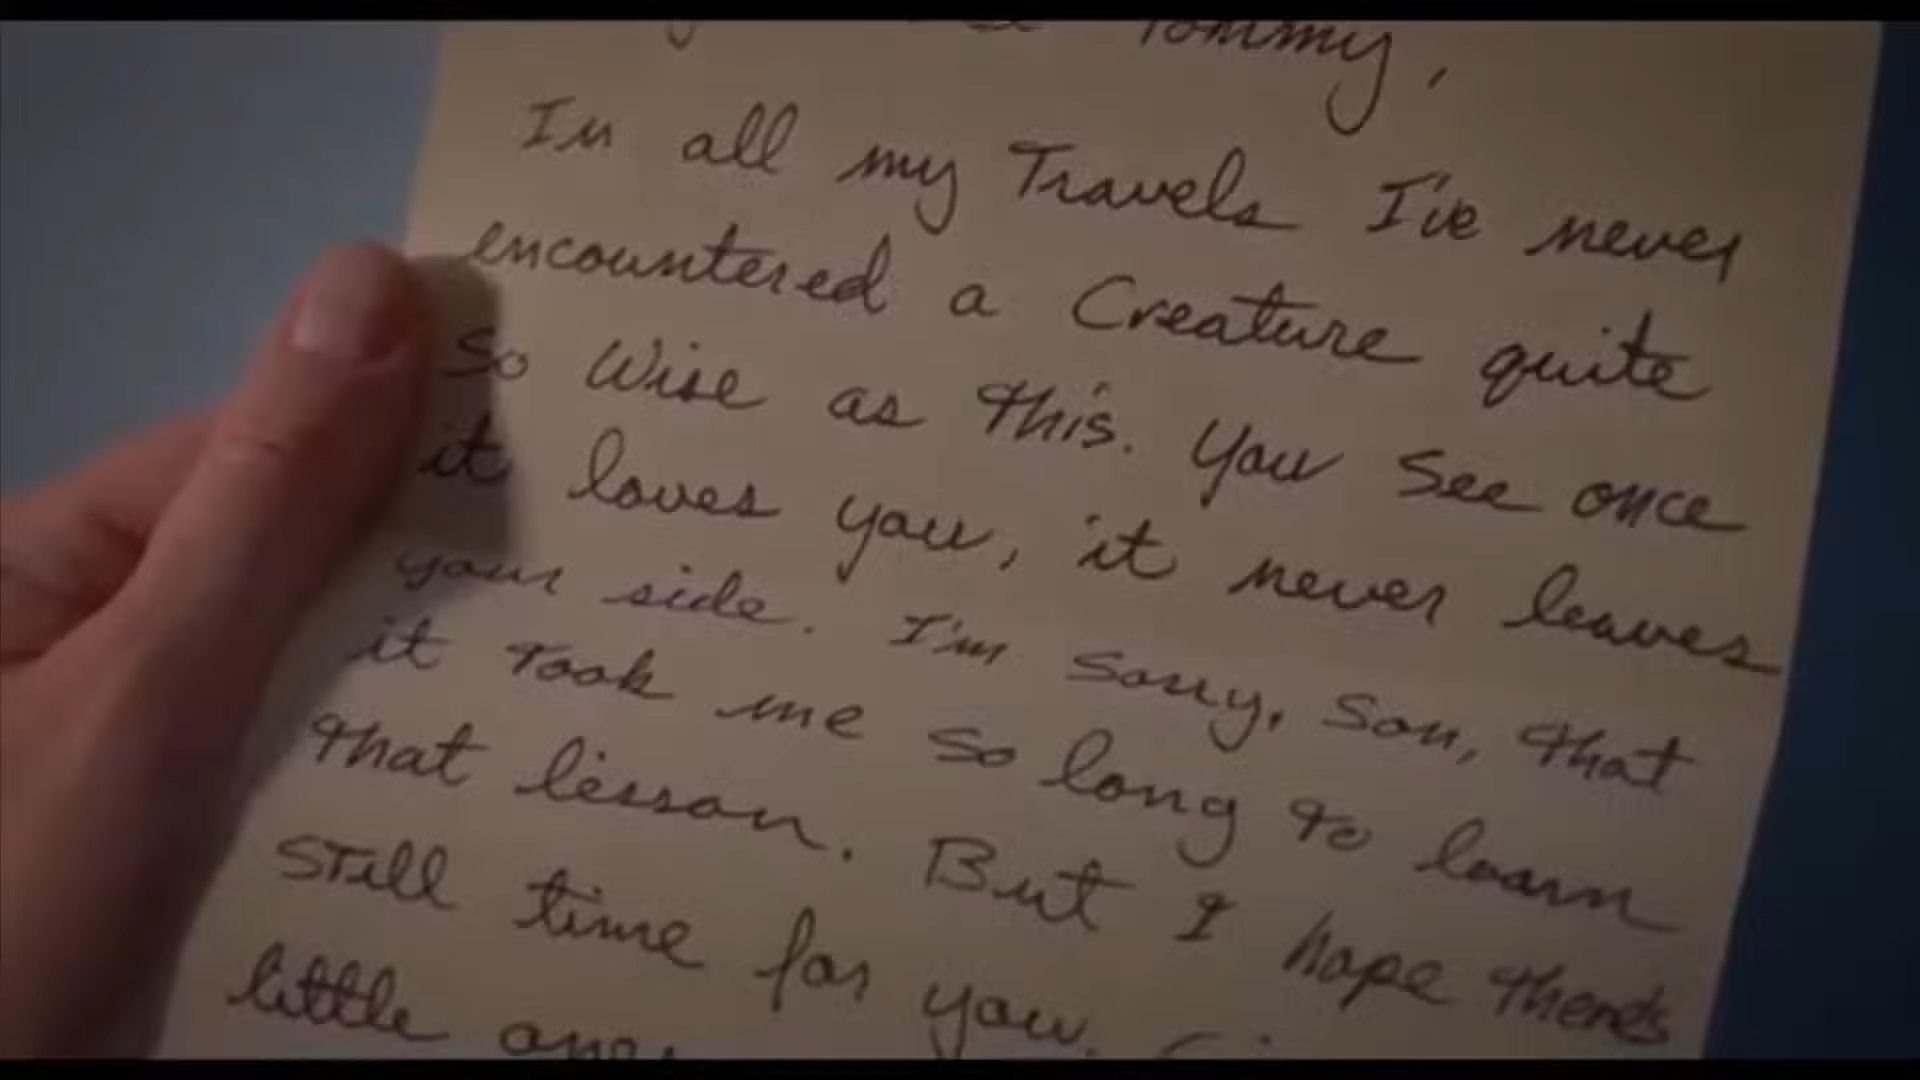 Tommy,
In all my Travels I've never
encountered a Creature quite
so Wise as this. You see once
it loves you, it never leaves
your side. I'm sorry, Son, that
it took me so long to learn
that lesson. But I hope there's
still time for you.
little one